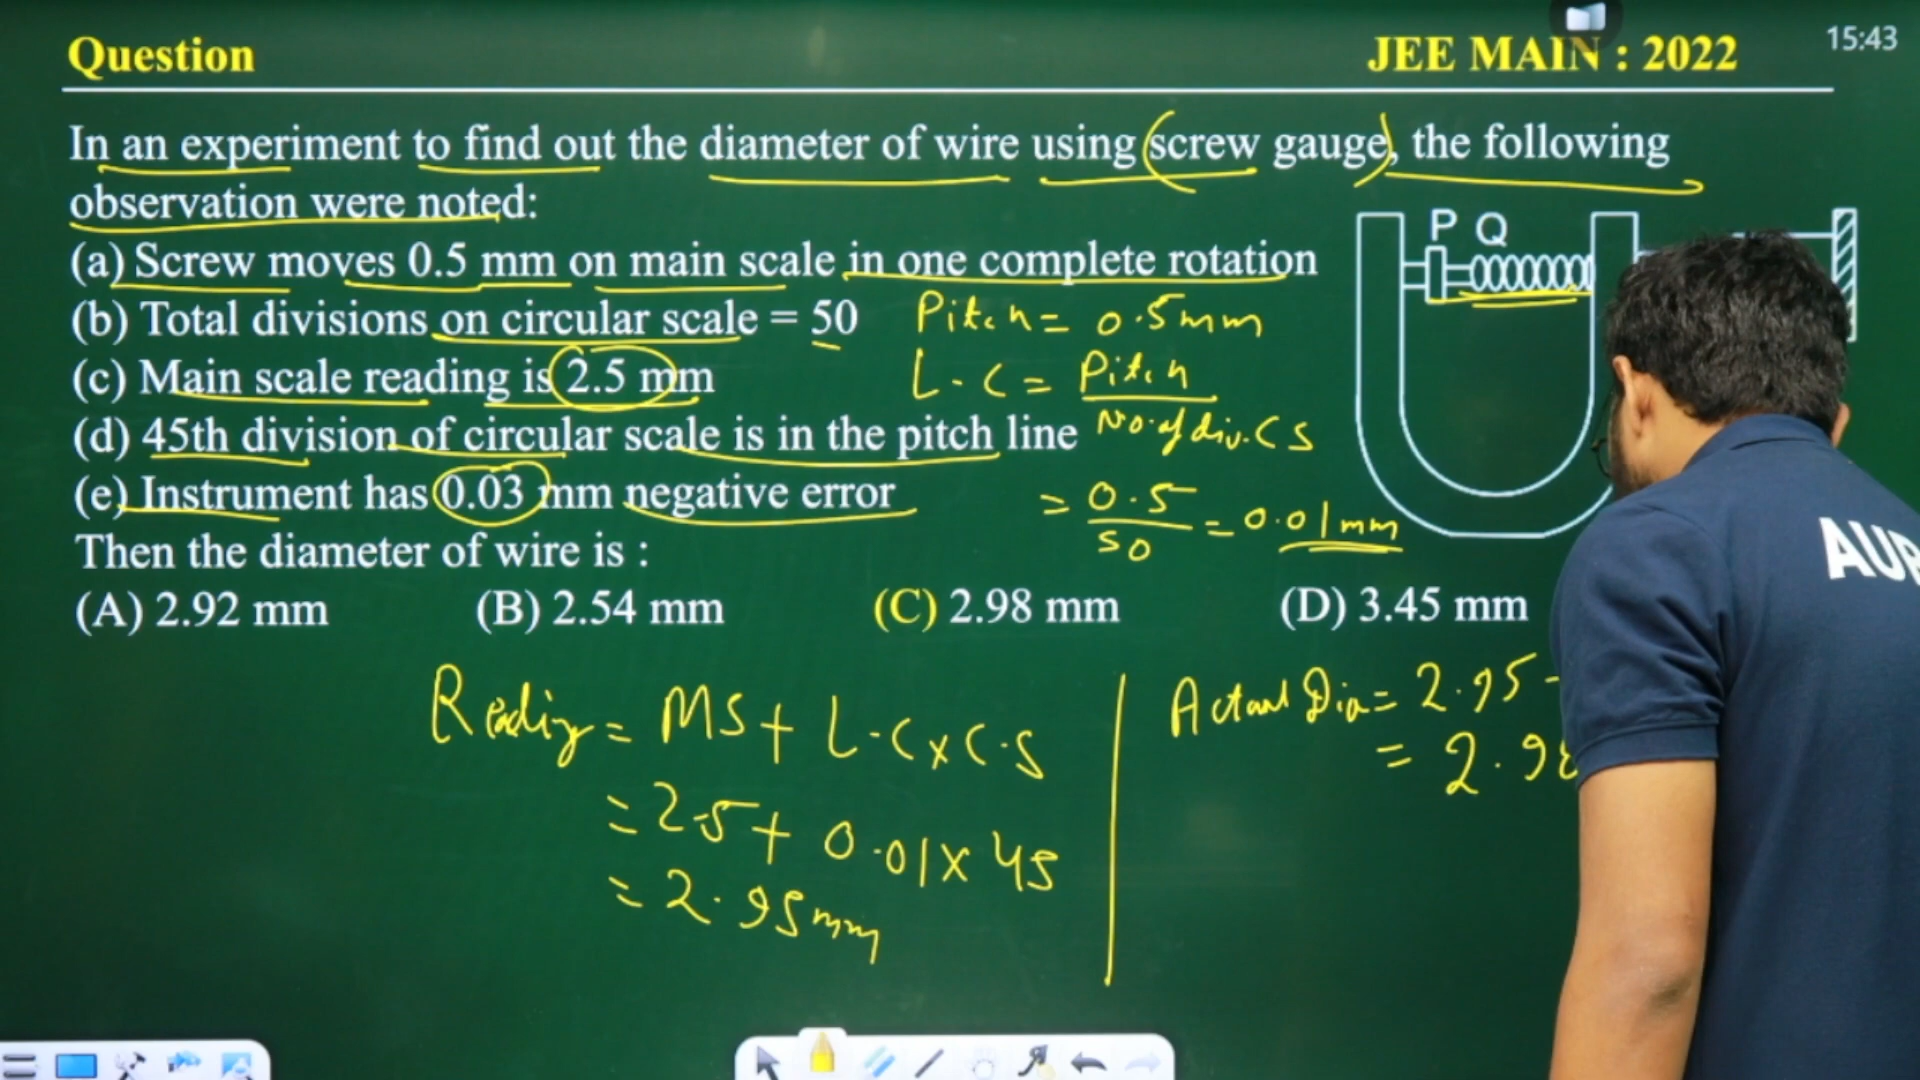 Question
JEE MAIN : 2022
15:43
In an experiment to find out the diameter of wire using screw gauge, the following
observation were noted:
(a) Screw moves 0.5 mm on main scale in one complete rotation
(b) Total divisions on circular scale = 50
(c) Main scale reading is 2.5 mm
(d) 45th division of circular scale is in the pitch line
(e) Instrument has 0.03 mm negative error
Then the diameter of wire is :
(A) 2.92 mm (B) 2.54 mm (C) 2.98 mm (D) 3.45 mm
P Q
Pitch = 0.5mm
L.C = Pitch
No. of div. CS
= 0.5
50
= 0.01 mm
Reading = MS + L.C x C.S
= 2.5 + 0.01 x 45
= 2.95mm
Actual Dia = 2.95 -
= 2.98